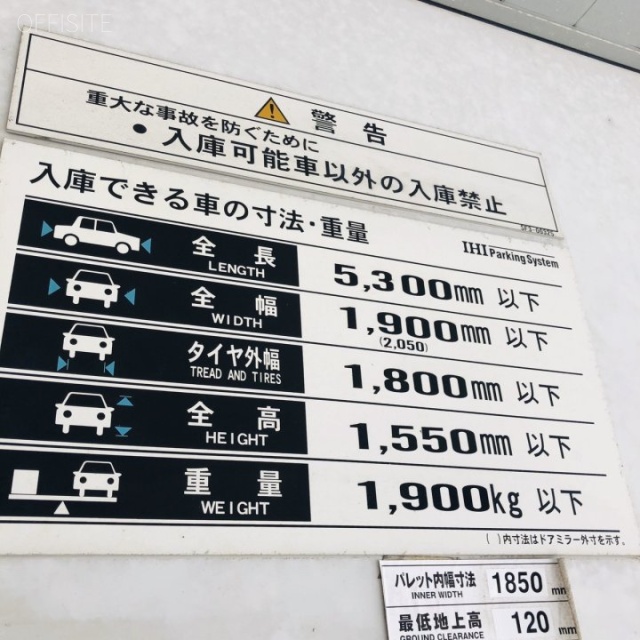 OFFISITE
警告
重大な事故を防ぐために
・入庫可能車以外の入庫禁止
入庫できる車の寸法・重量
IHI Parking System
全長 5,300mm 以下
LENGTH
全幅 1,900mm 以下
WIDTH (2,050)
タイヤ外幅 1,800mm 以下
TREAD AND TIRES
全高 1,550mm 以下
HEIGHT
重量 1,900kg 以下
WEIGHT
( )内寸法はドアミラー外寸を示す。
パレット内幅寸法 1850 mm
INNER WIDTH
最低地上高 120 mm
GROUND CLEARANCE